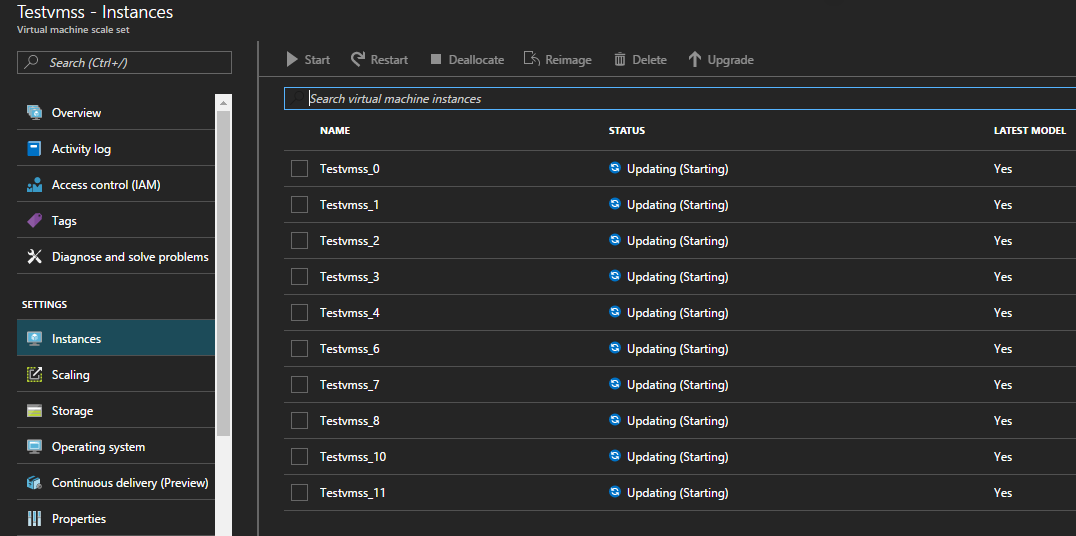 Testvmss - Instances
Virtual machine scale set
Search (Ctrl+/)
Overview
Activity log
Access control (IAM)
Tags
Diagnose and solve problems
SETTINGS
Instances
Scaling
Storage
Operating system
Continuous delivery (Preview)
Properties
Start Restart Deallocate Reimage Delete Upgrade
Search virtual machine instances
NAME STATUS LATEST MODEL
Testvmss_0 Updating (Starting) Yes
Testvmss_1 Updating (Starting) Yes
Testvmss_2 Updating (Starting) Yes
Testvmss_3 Updating (Starting) Yes
Testvmss_4 Updating (Starting) Yes
Testvmss_6 Updating (Starting) Yes
Testvmss_7 Updating (Starting) Yes
Testvmss_8 Updating (Starting) Yes
Testvmss_10 Updating (Starting) Yes
Testvmss_11 Updating (Starting) Yes